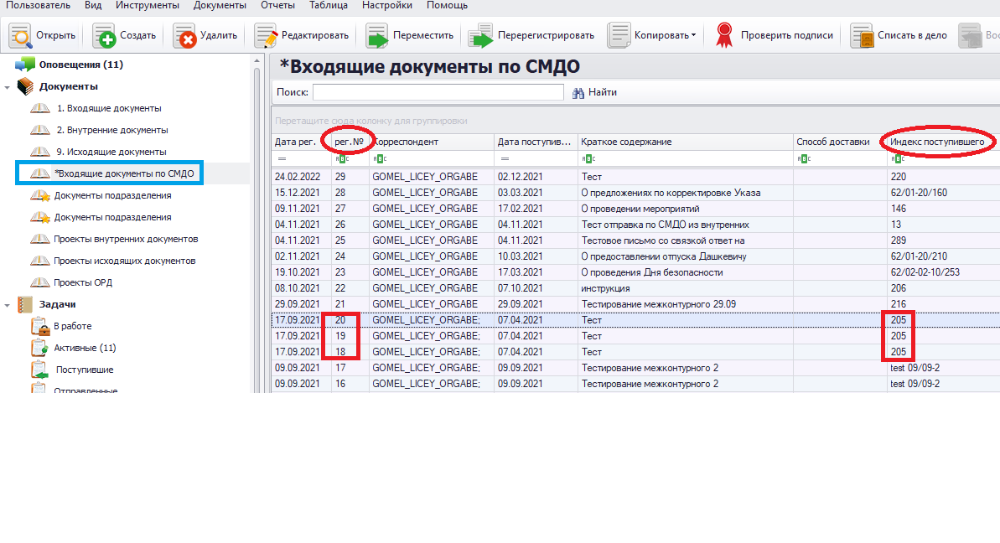 Пользователь Вид Инструменты Документы Отчеты Таблица Настройки Помощь
Открыть Создать Удалить Редактировать Переместить Перерегистрировать Копировать Проверить подписи Списать в дело
Оповещения (11)
Документы
1. Входящие документы
2. Внутренние документы
9. Исходящие документы
*Входящие документы по СМДО
Документы подразделения
Документы подразделения
Проекты внутренних документов
Проекты исходящих документов
Проекты ОРД
Задачи
В работе
Активные (11)
Поступившие
Отправленные
*Входящие документы по СМДО
Поиск: Найти
Перетащите сюда колонку для группировки
Дата рег. рег.№ Корреспондент Дата поступив... Краткое содержание Способ доставки Индекс поступившего
24.02.2022 29 GOMEL_LICEY_ORGABE 02.12.2021 Тест 220
15.12.2021 28 GOMEL_LICEY_ORGABE 03.03.2021 О предложениях по корректировке Указа 62/01-20/160
09.11.2021 27 GOMEL_LICEY_ORGABE 17.02.2021 О проведении мероприятий 146
04.11.2021 26 GOMEL_LICEY_ORGABE 04.11.2021 Тест отправка по СМДО из внутренних 13
04.11.2021 25 GOMEL_LICEY_ORGABE 04.11.2021 Тестовое письмо со связкой ответ на 289
02.11.2021 24 GOMEL_LICEY_ORGABE 10.03.2021 О предоставлении отпуска Дашкевичу 62/01-20/210
19.10.2021 23 GOMEL_LICEY_ORGABE 17.03.2021 О проведения Дня безопасности 62/02-02-10/253
08.10.2021 22 GOMEL_LICEY_ORGABE 07.10.2021 инструкция 206
29.09.2021 21 GOMEL_LICEY_ORGABE 29.09.2021 Тестирование межконтурного 29.09 216
17.09.2021 20 GOMEL_LICEY_ORGABE; 07.04.2021 Тест 205
17.09.2021 19 GOMEL_LICEY_ORGABE; 07.04.2021 Тест 205
17.09.2021 18 GOMEL_LICEY_ORGABE; 07.04.2021 Тест 205
09.09.2021 17 GOMEL_LICEY_ORGABE; 09.09.2021 Тестирование межконтурного 2 test 09/09-2
09.09.2021 16 GOMEL_LICEY_ORGABE; 09.09.2021 Тестирование межконтурного 2 test 09/09-2